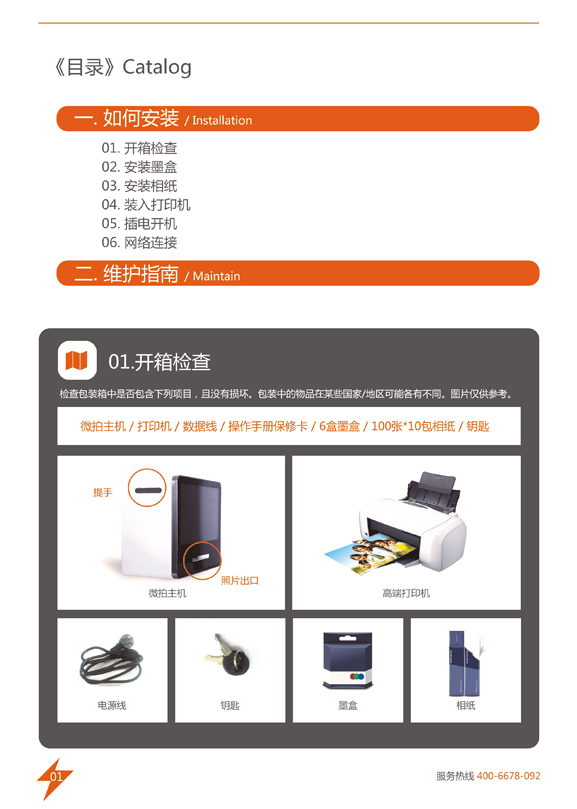 《目录》Catalog
一. 如何安装 / Installation
01. 开箱检查
02. 安装墨盒
03. 安装相纸
04. 装入打印机
05. 插电开机
06. 网络连接
二. 维护指南 / Maintain
01.开箱检查
检查包装箱中是否包含下列项目，且没有损坏。包装中的物品在某些国家/地区可能各有不同。图片仅供参考。
微拍主机 / 打印机 / 数据线 / 操作手册保修卡 / 6盒墨盒 / 100张*10包相纸 / 钥匙
提手
照片出口
微拍主机
高端打印机
电源线
钥匙
墨盒
相纸
01
服务热线 400-6678-092